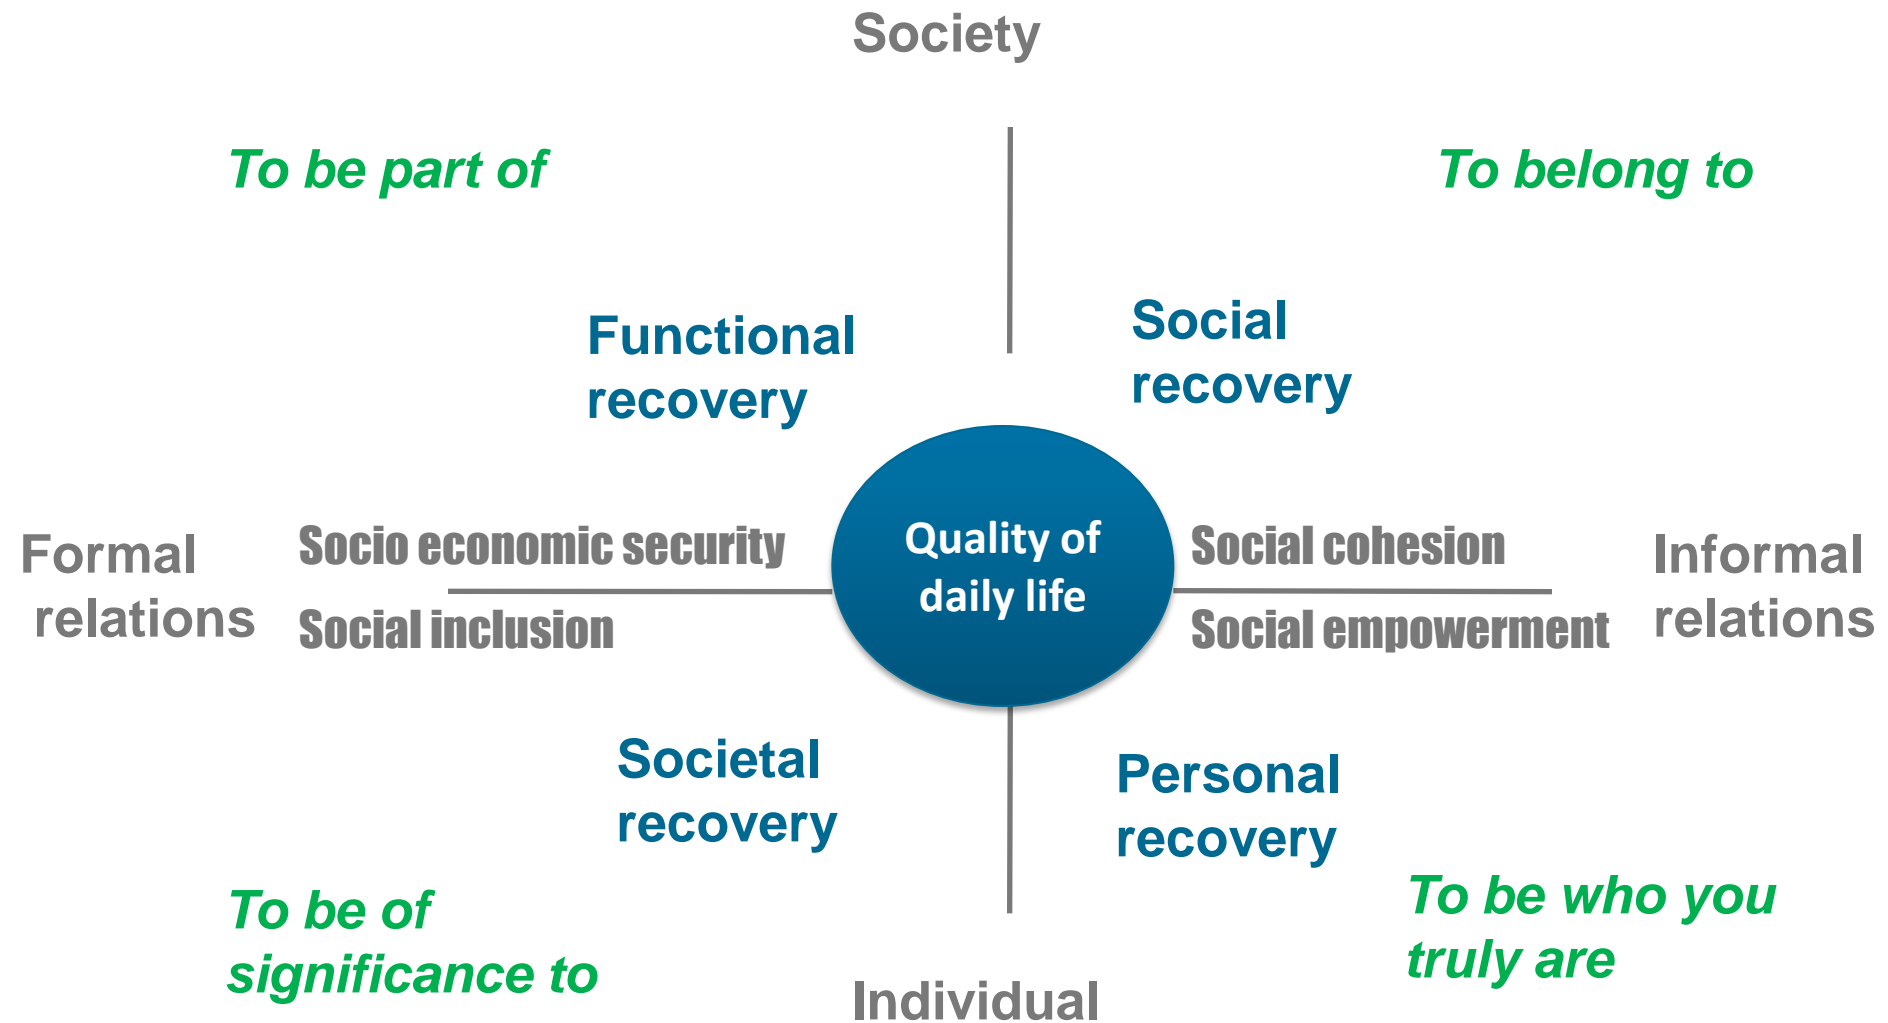 Society
To be part of
To belong to
Functional
recovery
Social
recovery
Formal
relations
Socio economic security
Social inclusion
Quality of
daily life
Social cohesion
Social empowerment
Informal
relations
Societal
recovery
Personal
recovery
To be of
significance to
To be who you
truly are
Individual